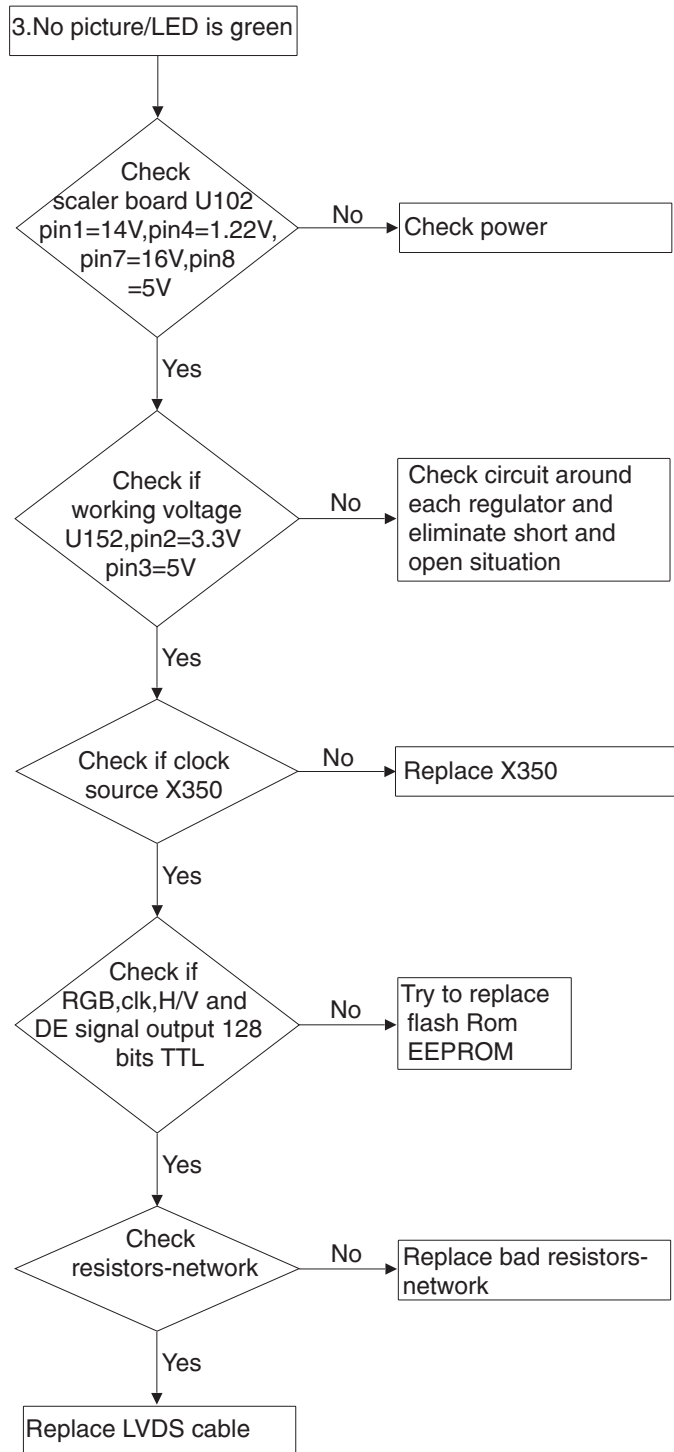 3.No picture/LED is green
Check
scaler board U102
pin1=14V,pin4=1.22V,
pin7=16V,pin8
=5V
No
Check power
Yes
Check if
working voltage
U152,pin2=3.3V
pin3=5V
No
Check circuit around
each regulator and
eliminate short and
open situation
Yes
Check if clock
source X350
No
Replace X350
Yes
Check if
RGB,clk,H/V and
DE signal output 128
bits TTL
No
Try to replace
flash Rom
EEPROM
Yes
Check
resistors-network
No
Replace bad resistors-
network
Yes
Replace LVDS cable